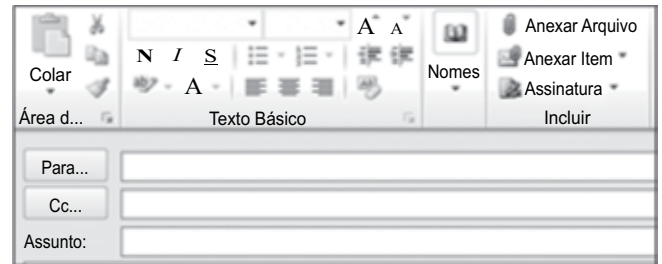 Anexar Arquivo
A A
N I S
Anexar Item
Colar
Nomes
A
Assinatura
Área d...
Texto Básico
Incluir
Para...
Cc...
Assunto: